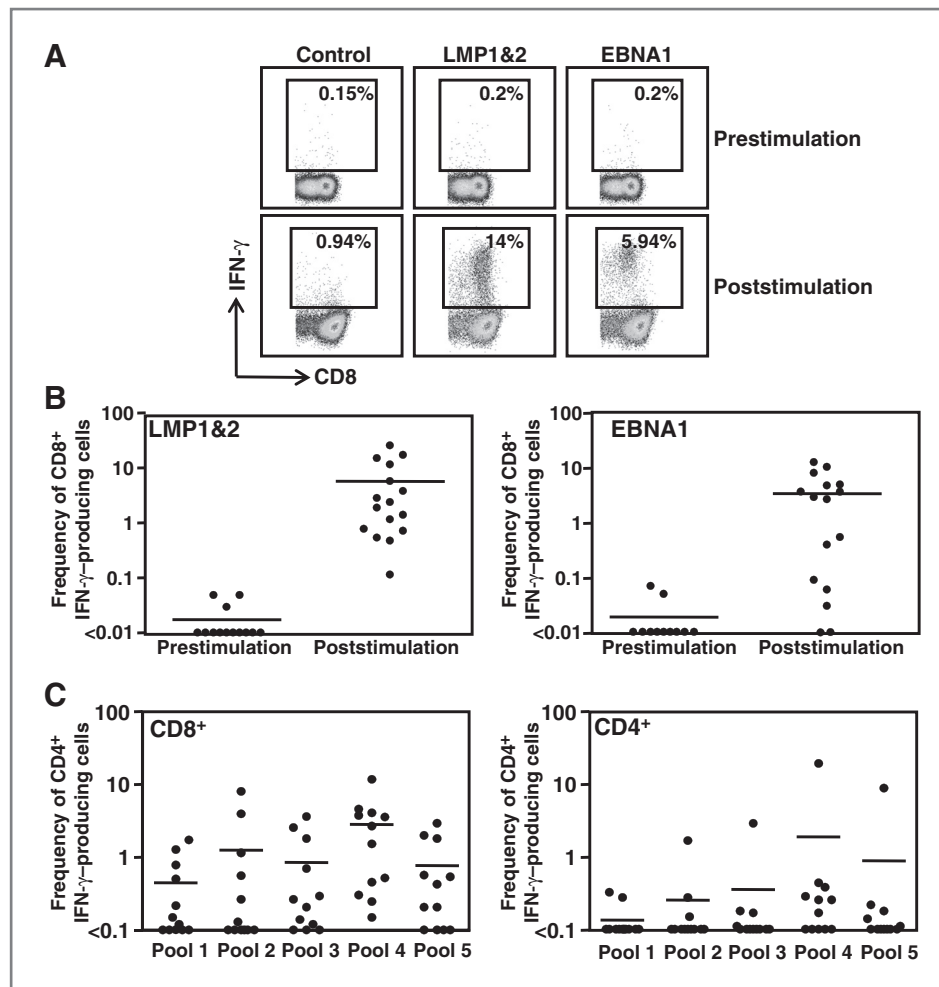 A
Control LMP1&2 EBNA1
0.15% 0.2% 0.2%
Prestimulation
0.94% 14% 5.94%
Poststimulation
IFN-γ
CD8
B
Frequency of CD8+
IFN-γ–producing cells
100
10
1
0.1
<0.01
LMP1&2
Prestimulation Poststimulation
Frequency of CD8+
IFN-γ–producing cells
100
10
1
0.1
<0.01
EBNA1
Prestimulation Poststimulation
C
Frequency of CD4+
IFN-γ–producing cells
100
10
1
<0.1
CD8+
Pool 1 Pool 2 Pool 3 Pool 4 Pool 5
Frequency of CD4+
IFN-γ–producing cells
100
10
1
<0.1
CD4+
Pool 1 Pool 2 Pool 3 Pool 4 Pool 5